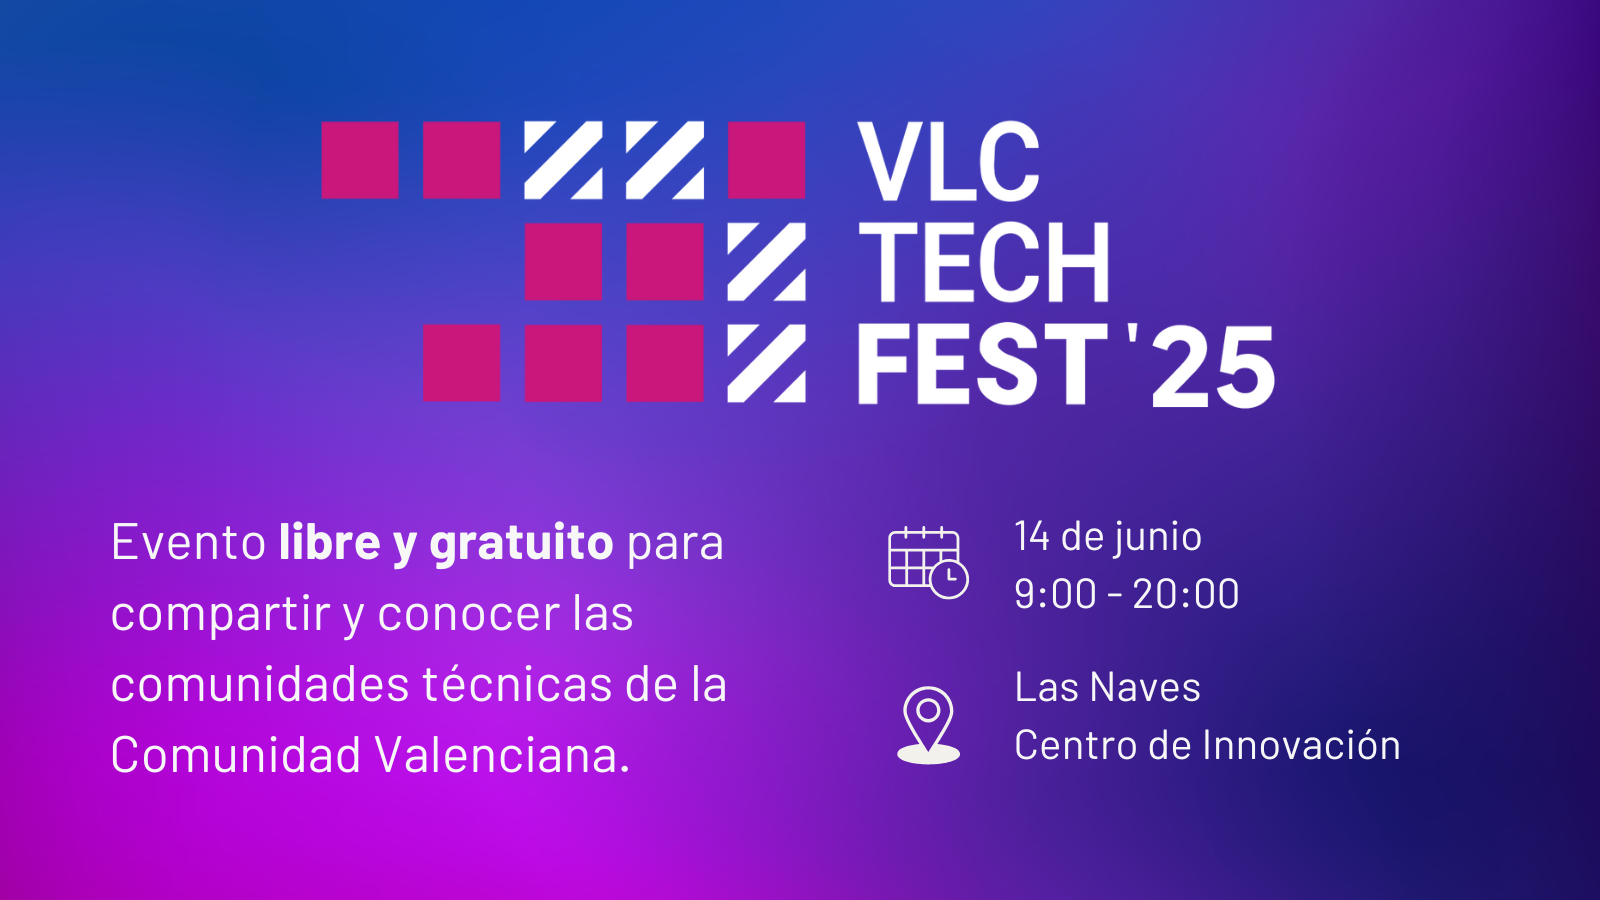 VLC
TECH
FEST '25
Evento libre y gratuito para
compartir y conocer las
comunidades técnicas de la
Comunidad Valenciana.
14 de junio
9:00 - 20:00
Las Naves
Centro de Innovación